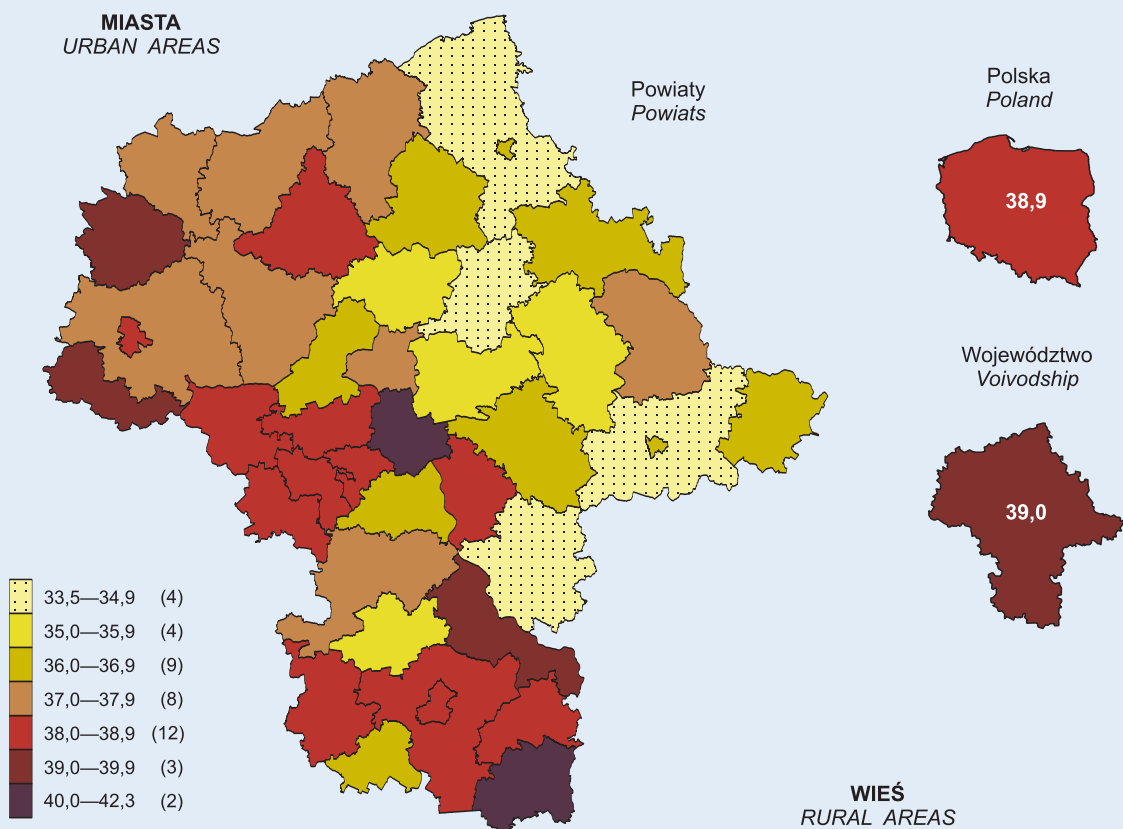 MIASTA
URBAN AREAS
Powiaty
Powiats
Polska
Poland
38,9
Województwo
Voivodship
39,0
33,5—34,9 (4)
35,0—35,9 (4)
36,0—36,9 (9)
37,0—37,9 (8)
38,0—38,9 (12)
39,0—39,9 (3)
40,0—42,3 (2)
WIEŚ
RURAL AREAS